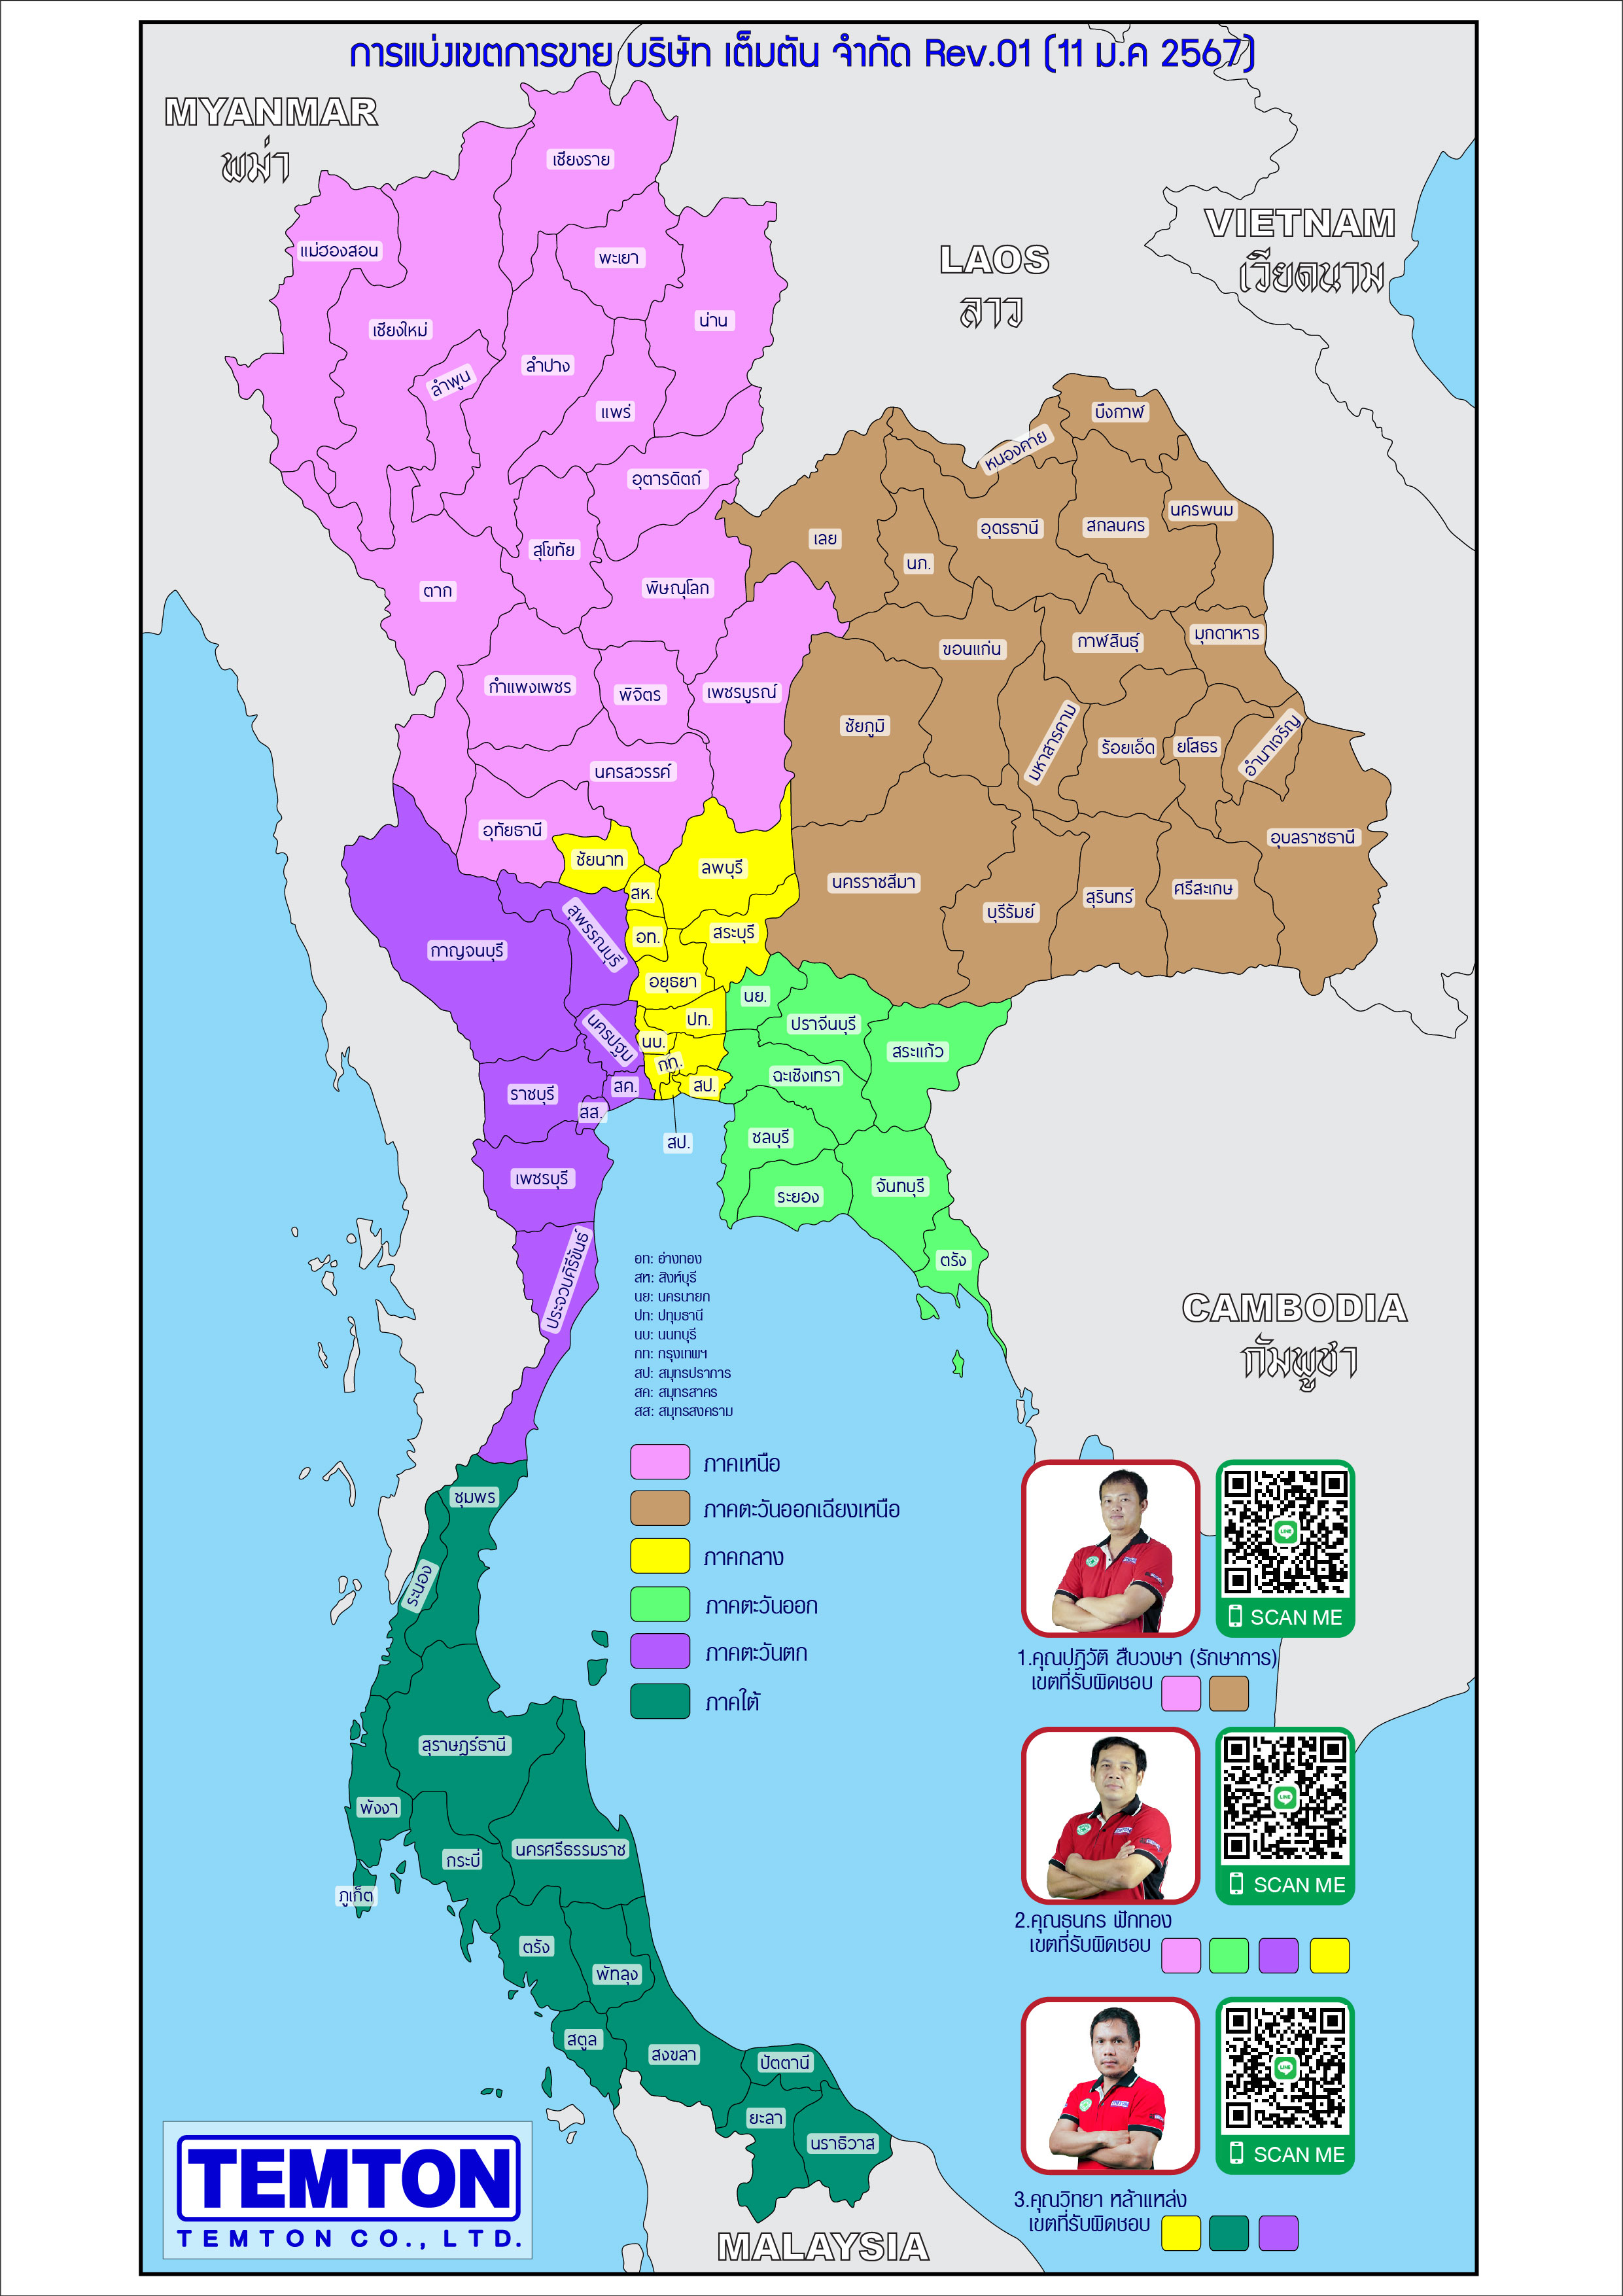 การแบ่งเขตการขาย บริษัท เต็มตัน จำกัด Rev.01 (11 ม.ค 2567)
MYANMAR
พม่า
เชียงราย
VIETNAM
เวียดนาม
LAOS
ลาว
แม่ฮองสอน
พะเยา
เชียงใหม่
น่าน
ลำปาง
ลำพูน
แพร่
บึงกาฬ
หนองคาย
อุตารดิตถ์
นครพนม
สกลนคร
อุดรธานี
เลย
สุโขทัย
นภ.
ตาก
พิษณุโลก
มุกดาหาร
กาฬสินธุ์
ขอนแก่น
กำแพงเพชร
พิจิตร
เพชรบูรณ์
ชัยภูมิ
มหาสารคาม
ร้อยเอ็ด
ยโสธร
อำนาจเจริญ
นครสวรรค์
อุทัยธานี
อุบลราชธานี
ชัยนาท
ลพบุรี
นครราชสีมา
สห.
ศรีสะเกษ
สุรินทร์
บุรีรัมย์
สุพรรณบุรี
อท.
สระบุรี
กาญจนบุรี
อยุธยา
นย.
ปท.
ปราจีนบุรี
นครปฐม
นบ.
สระแก้ว
กท.
ฉะเชิงเทรา
ราชบุรี
สค.
สป.
สส.
สป.
ชลบุรี
เพชรบุรี
ระยอง
จันทบุรี
ประจวบคีรีขันธ์
ตรัง
อท: อ่างทอง
สห: สิงห์บุรี
นย: นครนายก
ปท: ปทุมธานี
นบ: นนทบุรี
กท: กรุงเทพฯ
สป: สมุทรปราการ
สค: สมุทรสาคร
สส: สมุทรสงคราม
CAMBODIA
กัมพูชา
ภาคเหนือ
ภาคตะวันออกเฉียงเหนือ
ภาคกลาง
ภาคตะวันออก
ภาคตะวันตก
ภาคใต้
ชุมพร
ระนอง
สุราษฎร์ธานี
พังงา
นครศรีธรรมราช
กระบี่
ภูเก็ต
ตรัง
พัทลุง
สตูล
สงขลา
ปัตตานี
ยะลา
นราธิวาส
LINE
SCAN ME
1.คุณปฏิวัติ สืบวงษา (รักษาการ)
เขตที่รับผิดชอบ
LINE
SCAN ME
2.คุณธนกร ฟักทอง
เขตที่รับผิดชอบ
LINE
SCAN ME
3.คุณวิทยา หล้าแหล่ง
เขตที่รับผิดชอบ
TEMTON
TEMTON CO., LTD.
MALAYSIA